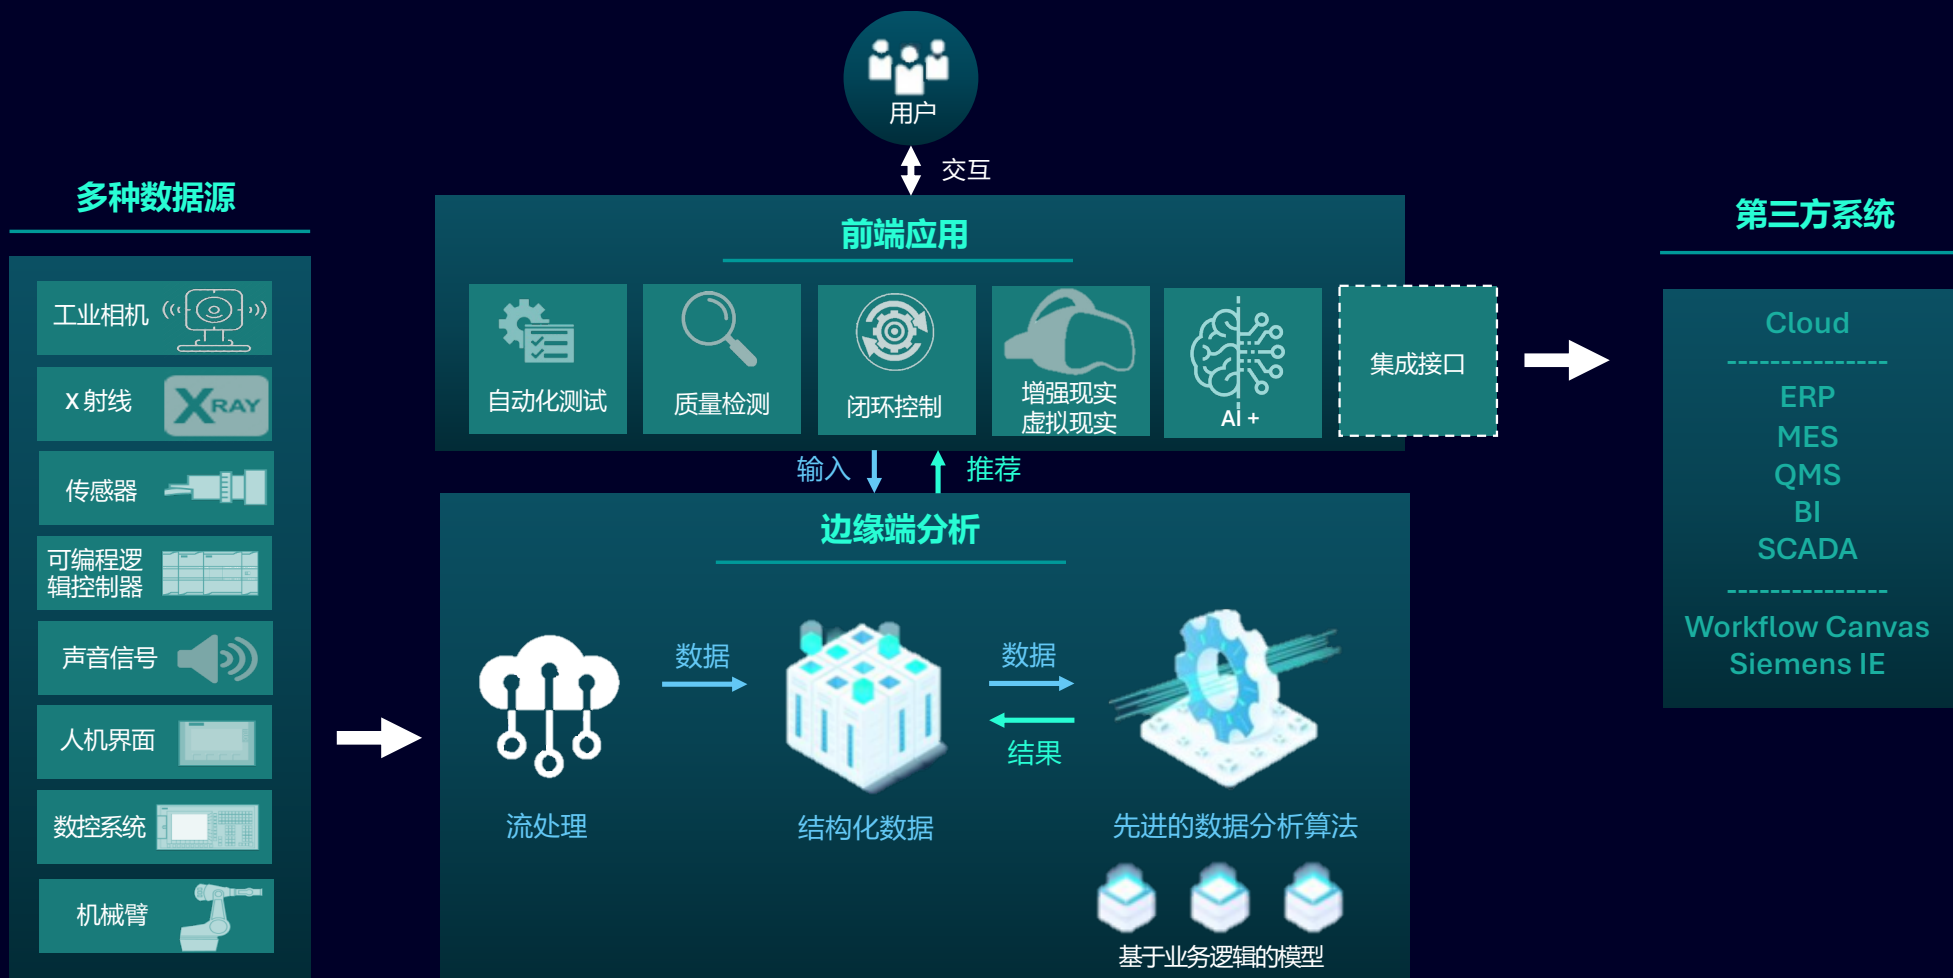 用户
交互
多种数据源
工业相机
X 射线
XRAY
传感器
可编程逻
辑控制器
声音信号
人机界面
数控系统
机械臂
前端应用
自动化测试
质量检测
闭环控制
增强现实
虚拟现实
AI +
集成接口
输入
推荐
边缘端分析
数据
数据
结果
流处理
结构化数据
先进的数据分析算法
基于业务逻辑的模型
第三方系统
Cloud
---------------
ERP
MES
QMS
BI
SCADA
---------------
Workflow Canvas
Siemens IE